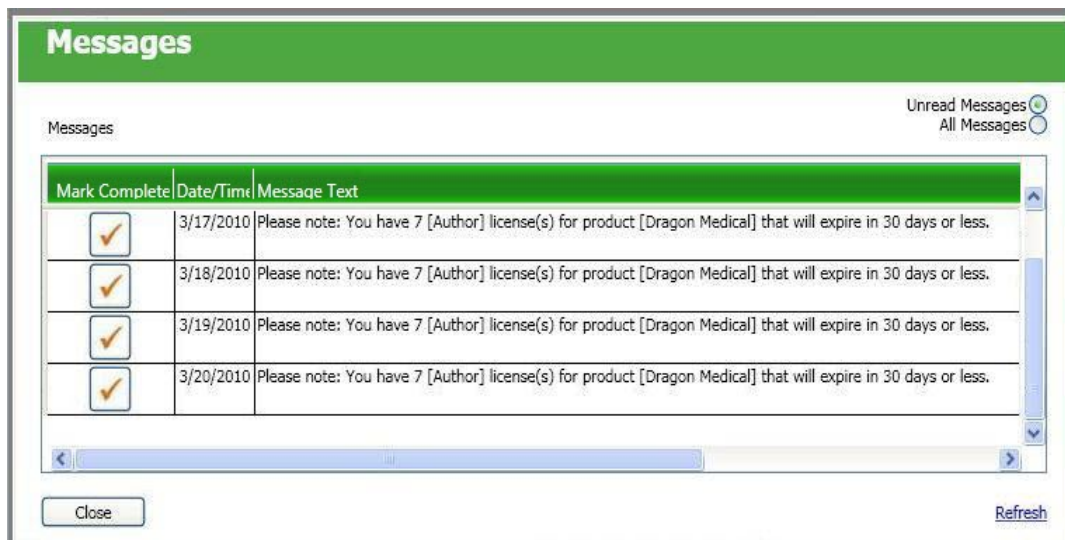 Messages
Unread Messages
All Messages
Messages
Mark Complete Date/Time Message Text
3/17/2010 Please note: You have 7 [Author] license(s) for product [Dragon Medical] that will expire in 30 days or less.
3/18/2010 Please note: You have 7 [Author] license(s) for product [Dragon Medical] that will expire in 30 days or less.
3/19/2010 Please note: You have 7 [Author] license(s) for product [Dragon Medical] that will expire in 30 days or less.
3/20/2010 Please note: You have 7 [Author] license(s) for product [Dragon Medical] that will expire in 30 days or less.
Close
Refresh